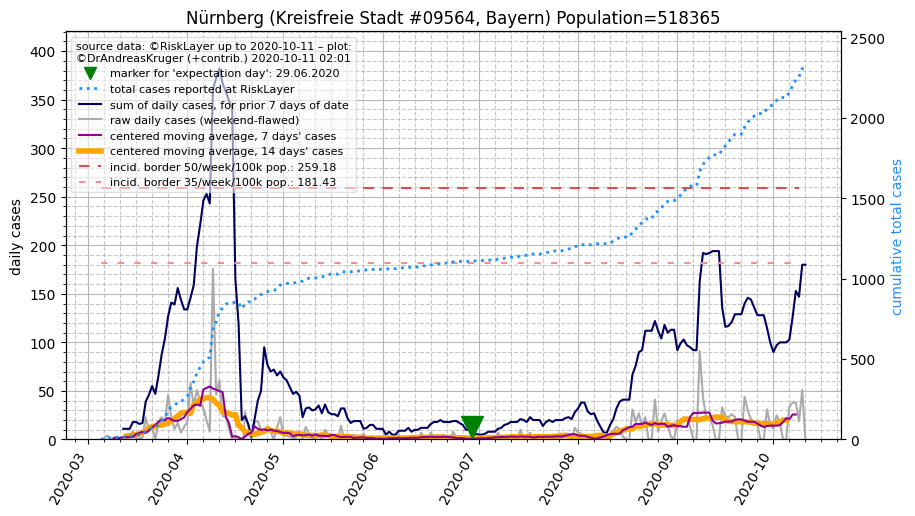 Nürnberg (Kreisfreie Stadt #09564, Bayern) Population=518365
source data: ©RiskLayer up to 2020-10-11 – plot:
©DrAndreasKruger (+contrib.) 2020-10-11 02:01
marker for 'expectation day': 29.06.2020
total cases reported at RiskLayer
sum of daily cases, for prior 7 days of date
raw daily cases (weekend-flawed)
centered moving average, 7 days' cases
centered moving average, 14 days' cases
incid. border 50/week/100k pop.: 259.18
incid. border 35/week/100k pop.: 181.43
daily cases
400
350
300
250
200
150
100
50
0
cumulative total cases
2500
2000
1500
1000
500
0
2020-03
2020-04
2020-05
2020-06
2020-07
2020-08
2020-09
2020-10